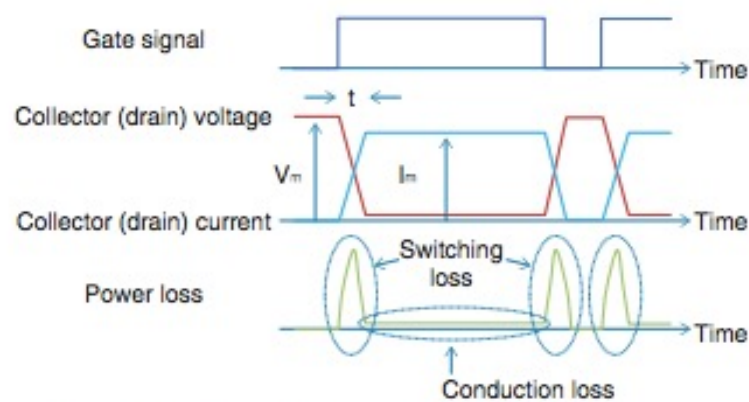 Gate signal
Time
t
Collector (drain) voltage
Vm
Im
Collector (drain) current
Time
Switching
loss
Power loss
Time
Conduction loss